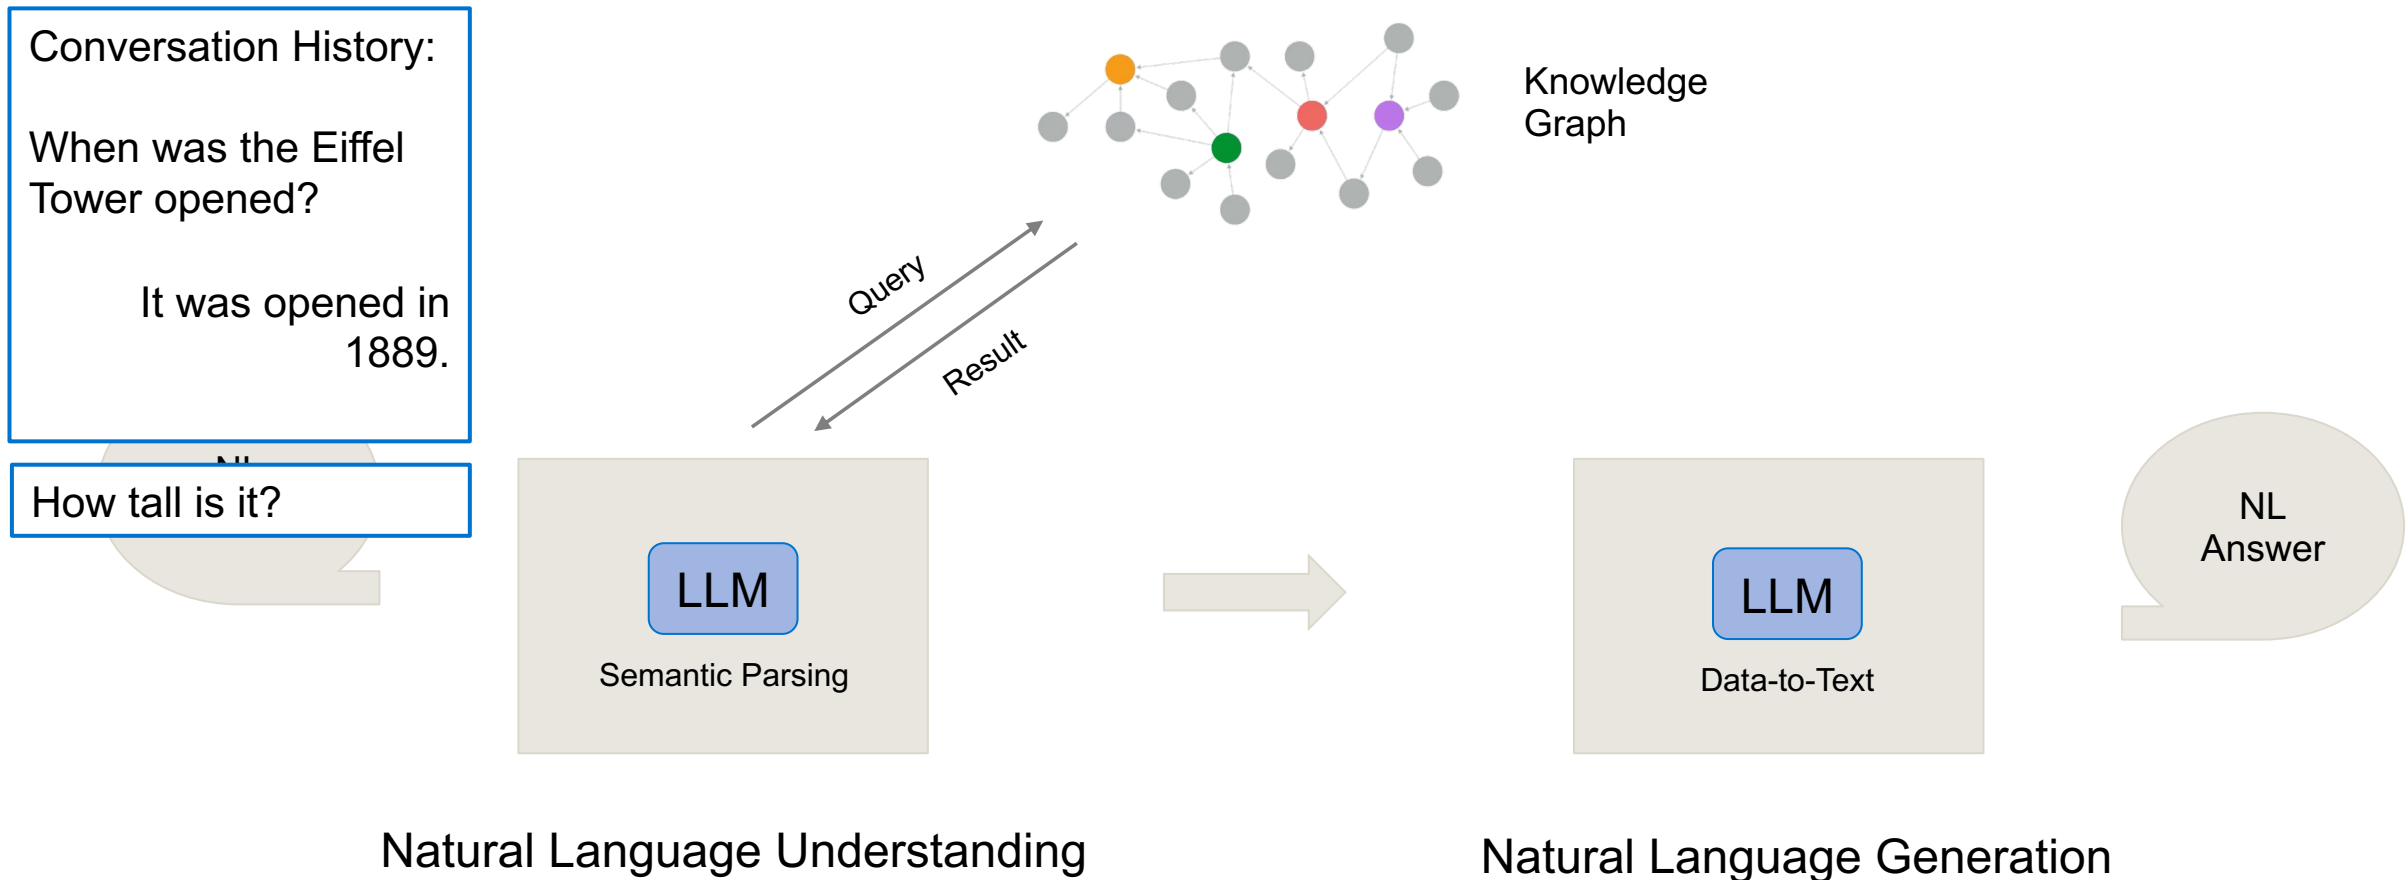 Conversation History:
When was the Eiffel
Tower opened?
It was opened in
1889.
How tall is it?
Query
Result
Knowledge
Graph
LLM
Semantic Parsing
LLM
Data-to-Text
NL
Answer
Natural Language Understanding
Natural Language Generation